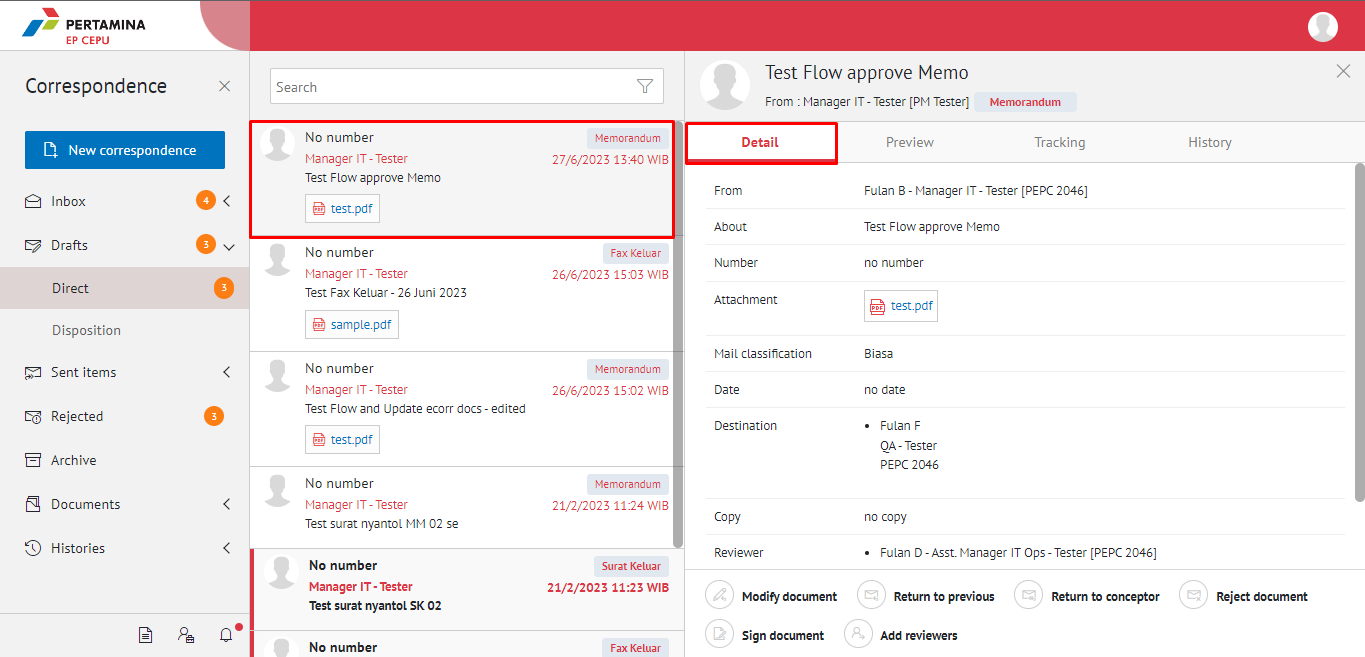 PERTAMINA
EP CEPU
Correspondence
New correspondence
Inbox 4
Drafts 3
Direct 3
Disposition
Sent items
Rejected 3
Archive
Documents
Histories
Search
No number Memorandum
Manager IT - Tester 27/6/2023 13:40 WIB
Test Flow approve Memo
test.pdf
No number Fax Keluar
Manager IT - Tester 26/6/2023 15:03 WIB
Test Fax Keluar - 26 Juni 2023
sample.pdf
No number Memorandum
Manager IT - Tester 26/6/2023 15:02 WIB
Test Flow and Update ecorr docs - edited
test.pdf
No number Memorandum
Manager IT - Tester 21/2/2023 11:24 WIB
Test surat nyantol MM 02 se
No number Surat Keluar
Manager IT - Tester 21/2/2023 11:23 WIB
Test surat nyantol SK 02
No number Fax Keluar
Test Flow approve Memo
From : Manager IT - Tester [PM Tester] Memorandum
Detail Preview Tracking History
From Fulan B - Manager IT - Tester [PEPC 2046]
About Test Flow approve Memo
Number no number
Attachment test.pdf
Mail classification Biasa
Date no date
Destination • Fulan F
QA - Tester
PEPC 2046
Copy no copy
Reviewer • Fulan D - Asst. Manager IT Ops - Tester [PEPC 2046]
Modify document Return to previous Return to conceptor Reject document
Sign document Add reviewers